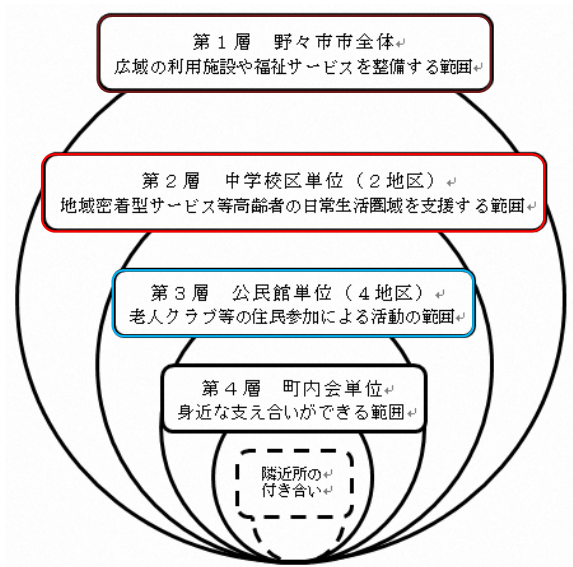 第１層　野々市市全体
広域の利用施設や福祉サービスを整備する範囲
第２層　中学校区単位（２地区）
地域密着型サービス等高齢者の日常生活圏域を支援する範囲
第３層　公民館単位（４地区）
老人クラブ等の住民参加による活動の範囲
第４層　町内会単位
身近な支え合いができる範囲
隣近所の
付き合い